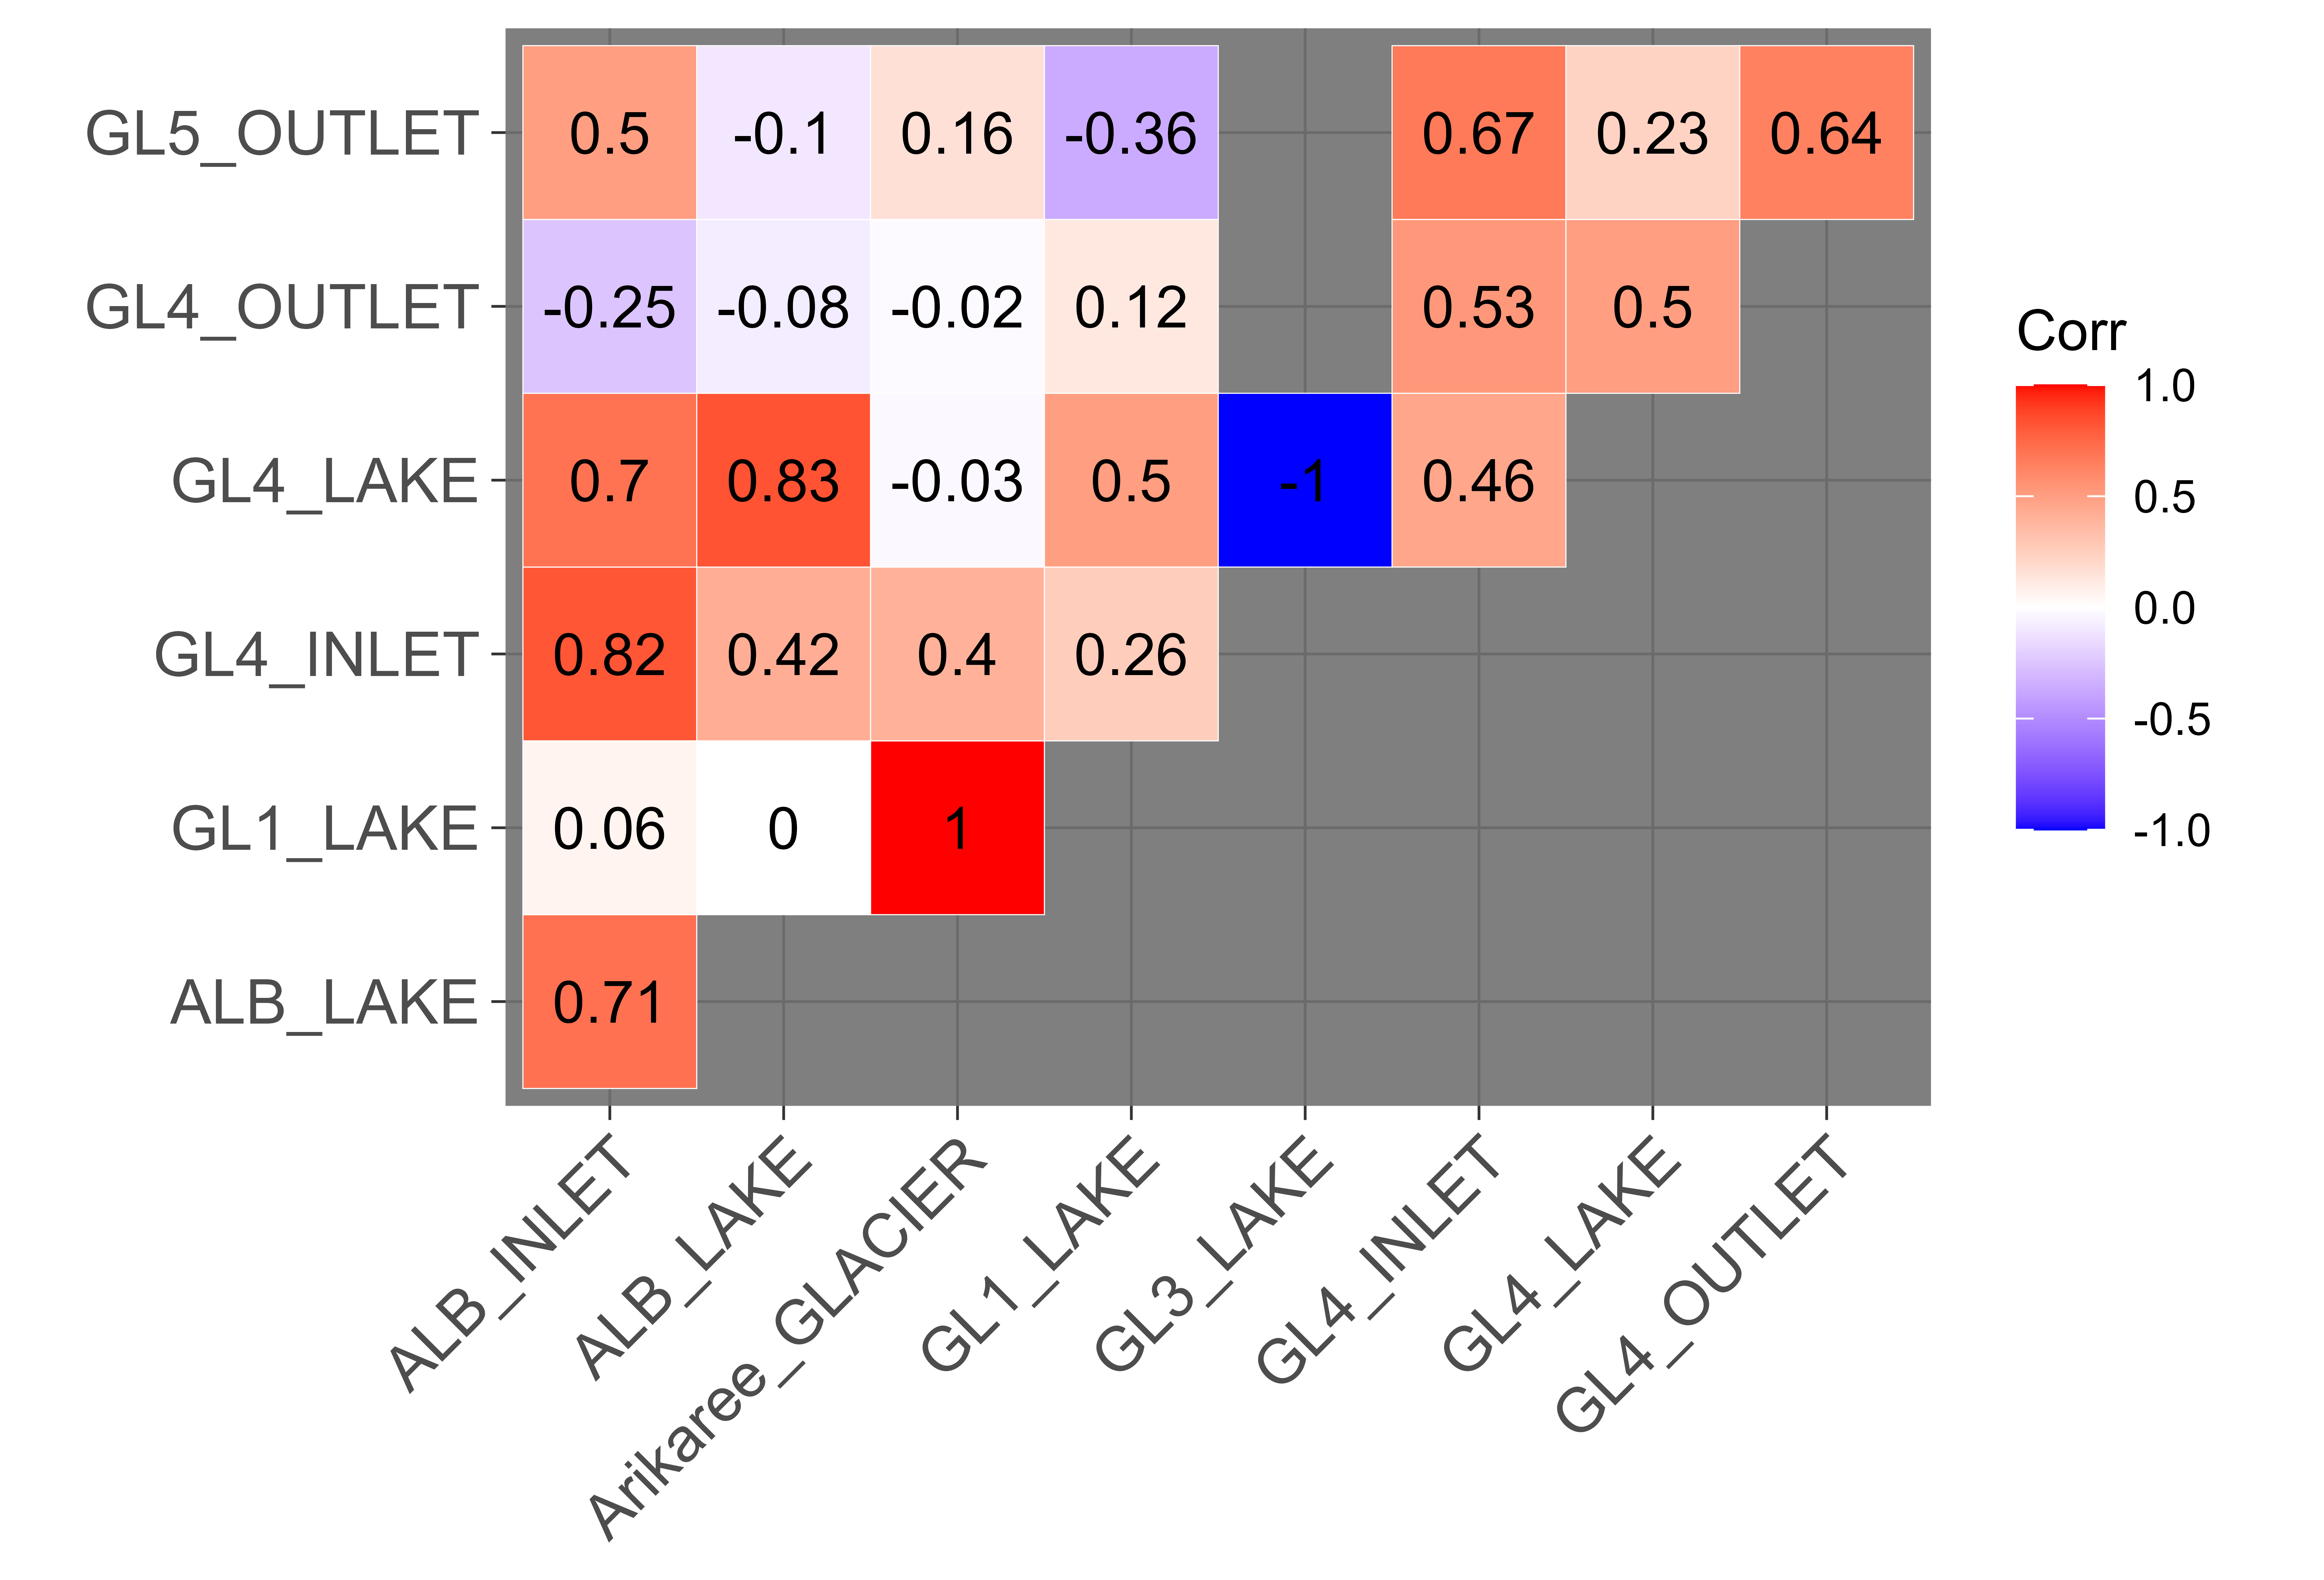 GL5_OUTLET 0.5 -0.1 0.16 -0.36 0.67 0.23 0.64
GL4_OUTLET -0.25 -0.08 -0.02 0.12 0.53 0.5
GL4_LAKE 0.7 0.83 -0.03 0.5 -1 0.46
GL4_INLET 0.82 0.42 0.4 0.26
GL1_LAKE 0.06 0 1
ALB_LAKE 0.71
ALB_INLET
ALB_LAKE
Arikaree_GLACIER
GL1_LAKE
GL3_LAKE
GL4_INLET
GL4_LAKE
GL4_OUTLET
Corr
1.0
0.5
0.0
-0.5
-1.0